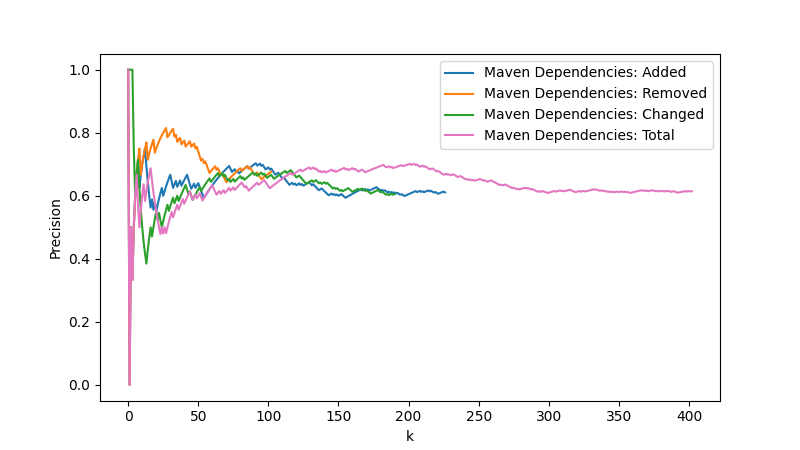 1.0
0.8
0.6
0.4
0.2
0.0
Precision
0
50
100
150
200
250
300
350
400
k
Maven Dependencies: Added
Maven Dependencies: Removed
Maven Dependencies: Changed
Maven Dependencies: Total